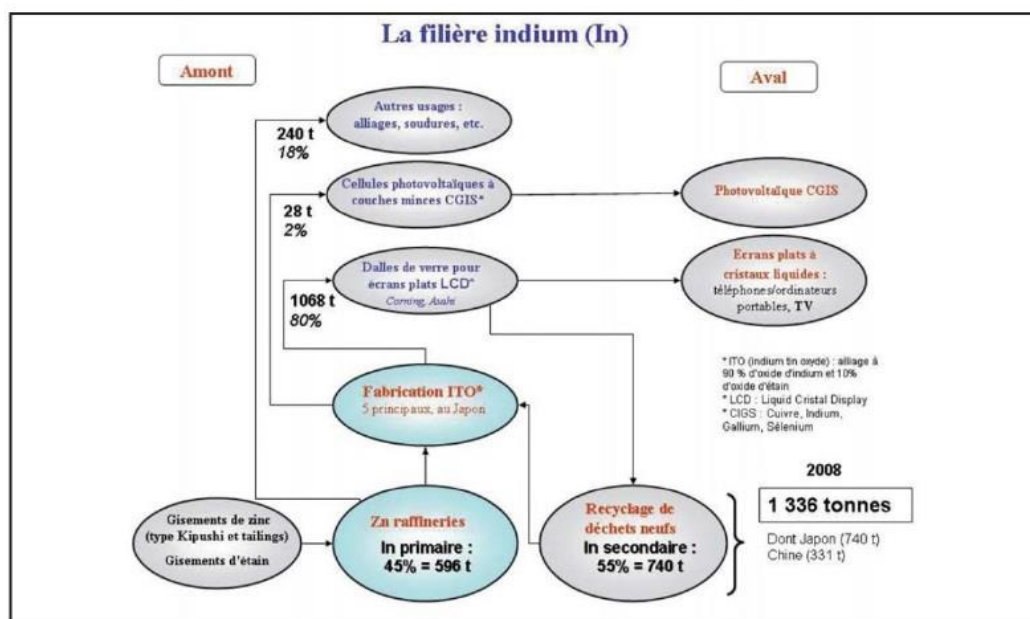 La filière indium (In)
Amont
Aval
Autres usages :
alliages, soudures, etc.
240 t
18%
Cellules photovoltaïques à
couches minces CGIS*
Photovoltaïque CGIS
28 t
2%
Dalles de verre pour
écrans plats LCD*
Corning, Asahi
Ecrans plats à
cristaux liquides :
téléphones/ordinateurs
portables, TV
1068 t
80%
Fabrication ITO*
5 principaux, au Japon
* ITO (indium tin oxyde) : alliage à
90 % d'oxide d'indium et 10%
d'oxide d'étain
* LCD : Liquid Cristal Display
* CIGS : Cuivre, Indium,
Gallium, Sélenium
Gisements de zinc
(type Kipushi et tailings)
Gisements d'étain
Zn raffineries
In primaire :
45% = 596 t
Recyclage de
déchets neufs
In secondaire :
55% = 740 t
2008
1 336 tonnes
Dont Japon (740 t)
Chine (331 t)